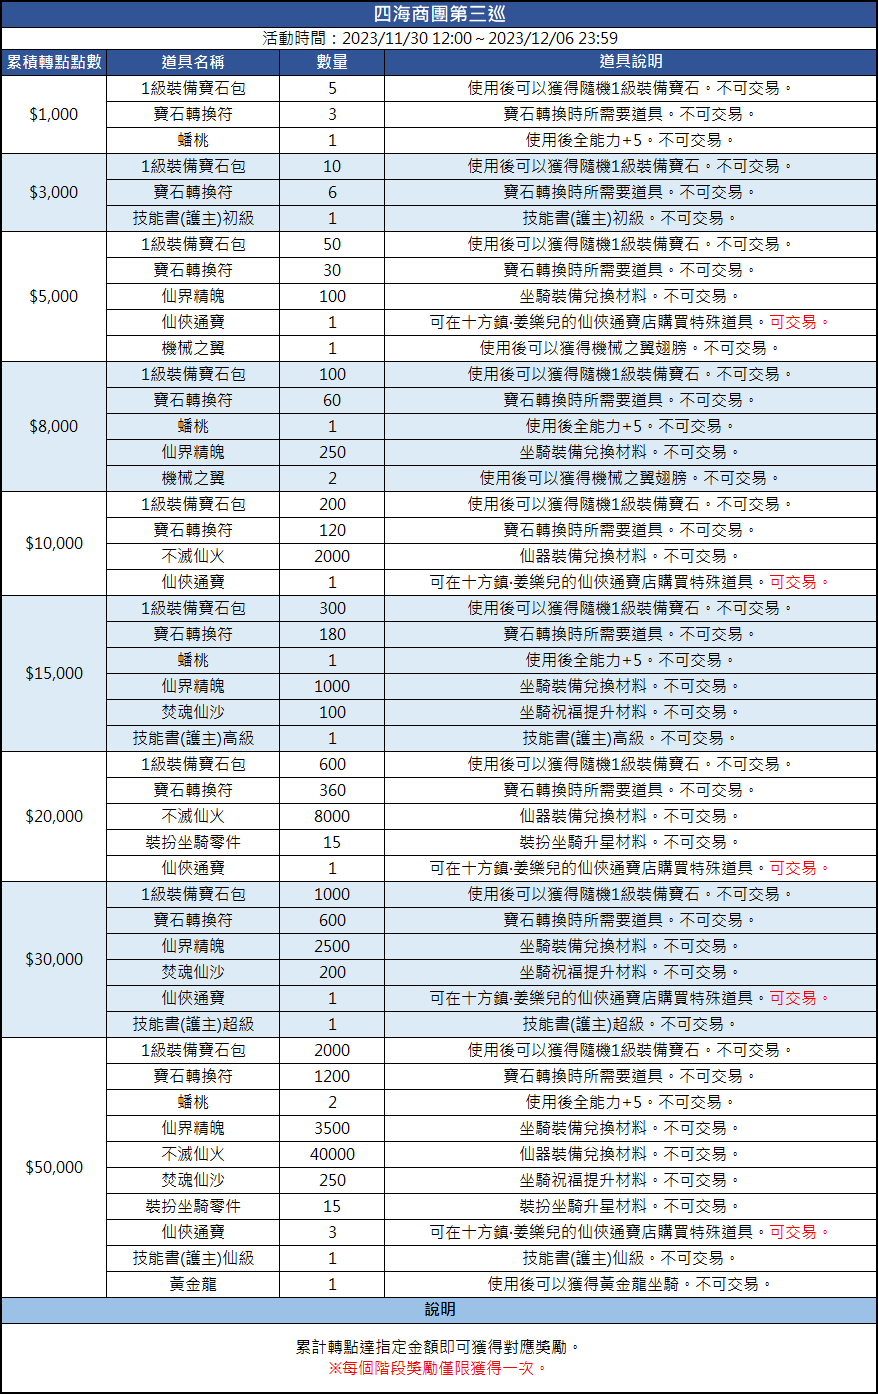 四海商團第三巡
活動時間：2023/11/30 12:00 ~ 2023/12/06 23:59
累積轉點點數 道具名稱 數量 道具說明
$1,000
1級裝備寶石包 5 使用後可以獲得隨機1級裝備寶石。不可交易。
寶石轉換符 3 寶石轉換時所需要道具。不可交易。
蟠桃 1 使用後全能力+5。不可交易。
$3,000
1級裝備寶石包 10 使用後可以獲得隨機1級裝備寶石。不可交易。
寶石轉換符 6 寶石轉換時所需要道具。不可交易。
技能書(護主)初級 1 技能書(護主)初級。不可交易。
$5,000
1級裝備寶石包 50 使用後可以獲得隨機1級裝備寶石。不可交易。
寶石轉換符 30 寶石轉換時所需要道具。不可交易。
仙界精魄 100 坐騎裝備兌換材料。不可交易。
仙俠通寶 1 可在十方鎮·姜樂兒的仙俠通寶店購買特殊道具。可交易。
機械之翼 1 使用後可以獲得機械之翼翅膀。不可交易。
$8,000
1級裝備寶石包 100 使用後可以獲得隨機1級裝備寶石。不可交易。
寶石轉換符 60 寶石轉換時所需要道具。不可交易。
蟠桃 1 使用後全能力+5。不可交易。
仙界精魄 250 坐騎裝備兌換材料。不可交易。
機械之翼 2 使用後可以獲得機械之翼翅膀。不可交易。
$10,000
1級裝備寶石包 200 使用後可以獲得隨機1級裝備寶石。不可交易。
寶石轉換符 120 寶石轉換時所需要道具。不可交易。
不滅仙火 2000 仙器裝備兌換材料。不可交易。
仙俠通寶 1 可在十方鎮·姜樂兒的仙俠通寶店購買特殊道具。可交易。
$15,000
1級裝備寶石包 300 使用後可以獲得隨機1級裝備寶石。不可交易。
寶石轉換符 180 寶石轉換時所需要道具。不可交易。
蟠桃 1 使用後全能力+5。不可交易。
仙界精魄 1000 坐騎裝備兌換材料。不可交易。
焚魂仙沙 100 坐騎祝福提升材料。不可交易。
技能書(護主)高級 1 技能書(護主)高級。不可交易。
$20,000
1級裝備寶石包 600 使用後可以獲得隨機1級裝備寶石。不可交易。
寶石轉換符 360 寶石轉換時所需要道具。不可交易。
不滅仙火 8000 仙器裝備兌換材料。不可交易。
裝扮坐騎零件 15 裝扮坐騎升星材料。不可交易。
仙俠通寶 1 可在十方鎮·姜樂兒的仙俠通寶店購買特殊道具。可交易。
$30,000
1級裝備寶石包 1000 使用後可以獲得隨機1級裝備寶石。不可交易。
寶石轉換符 600 寶石轉換時所需要道具。不可交易。
仙界精魄 2500 坐騎裝備兌換材料。不可交易。
焚魂仙沙 200 坐騎祝福提升材料。不可交易。
仙俠通寶 1 可在十方鎮·姜樂兒的仙俠通寶店購買特殊道具。可交易。
技能書(護主)超級 1 技能書(護主)超級。不可交易。
$50,000
1級裝備寶石包 2000 使用後可以獲得隨機1級裝備寶石。不可交易。
寶石轉換符 1200 寶石轉換時所需要道具。不可交易。
蟠桃 2 使用後全能力+5。不可交易。
仙界精魄 3500 坐騎裝備兌換材料。不可交易。
不滅仙火 40000 仙器裝備兌換材料。不可交易。
焚魂仙沙 250 坐騎祝福提升材料。不可交易。
裝扮坐騎零件 15 裝扮坐騎升星材料。不可交易。
仙俠通寶 3 可在十方鎮·姜樂兒的仙俠通寶店購買特殊道具。可交易。
技能書(護主)仙級 1 技能書(護主)仙級。不可交易。
黃金龍 1 使用後可以獲得黃金龍坐騎。不可交易。
說明
累計轉點達指定金額即可獲得對應獎勵。
※每個階段獎勵僅限獲得一次。